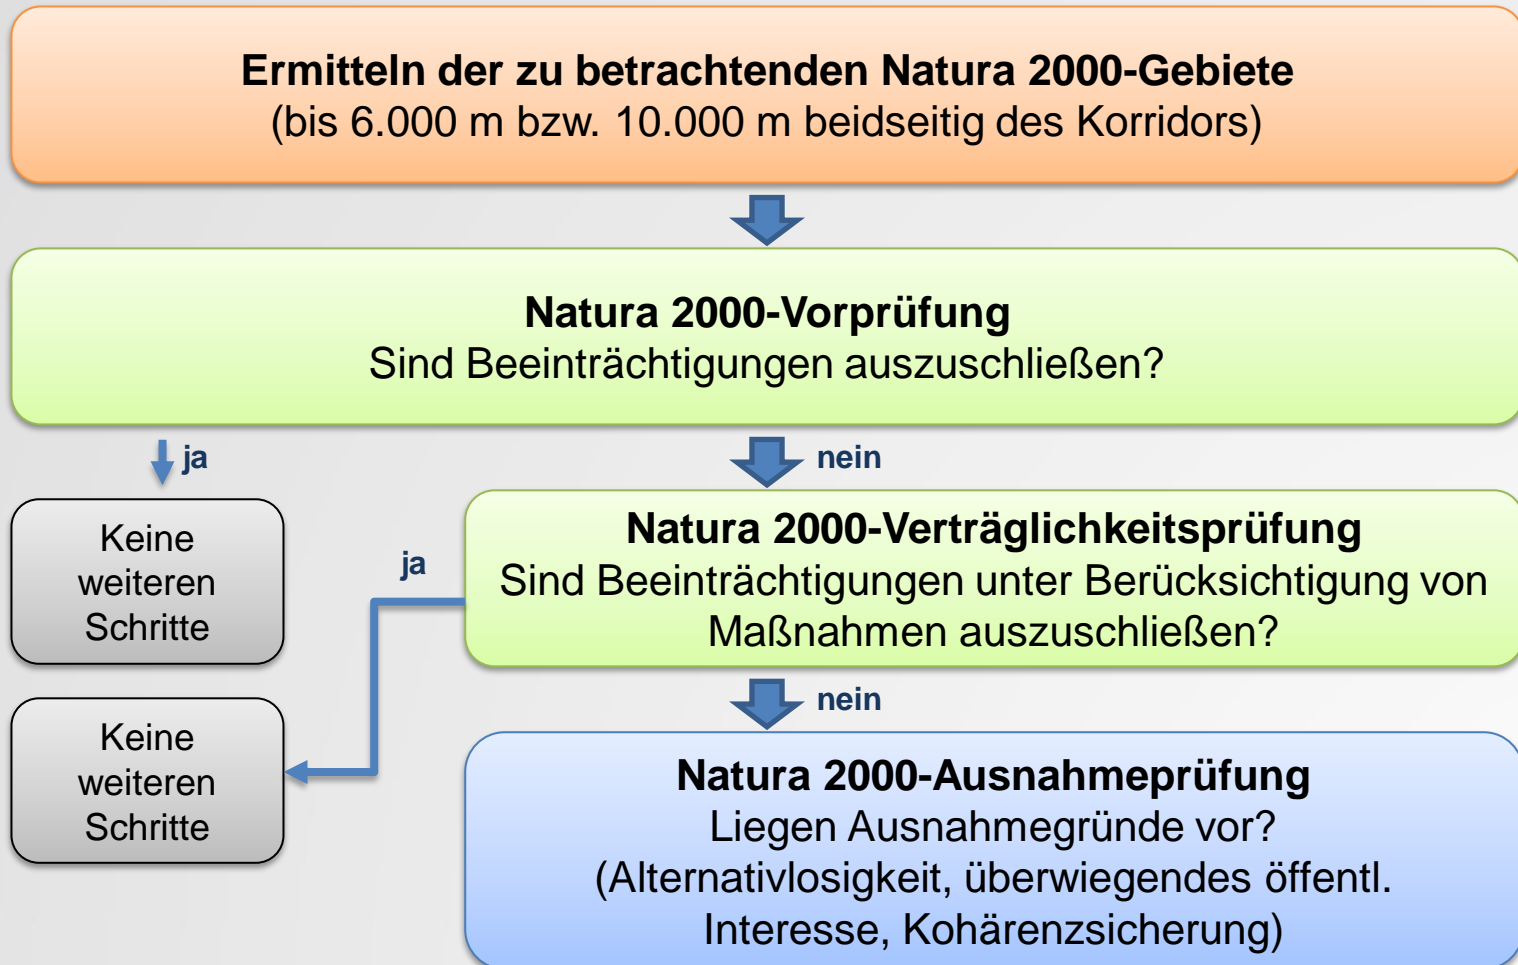 Ermitteln der zu betrachtenden Natura 2000-Gebiete
(bis 6.000 m bzw. 10.000 m beidseitig des Korridors)
Natura 2000-Vorprüfung
Sind Beeinträchtigungen auszuschließen?
ja
nein
Keine
weiteren
Schritte
ja
Natura 2000-Verträglichkeitsprüfung
Sind Beeinträchtigungen unter Berücksichtigung von
Maßnahmen auszuschließen?
nein
Keine
weiteren
Schritte
Natura 2000-Ausnahmeprüfung
Liegen Ausnahmegründe vor?
(Alternativlosigkeit, überwiegendes öffentl.
Interesse, Kohärenzsicherung)